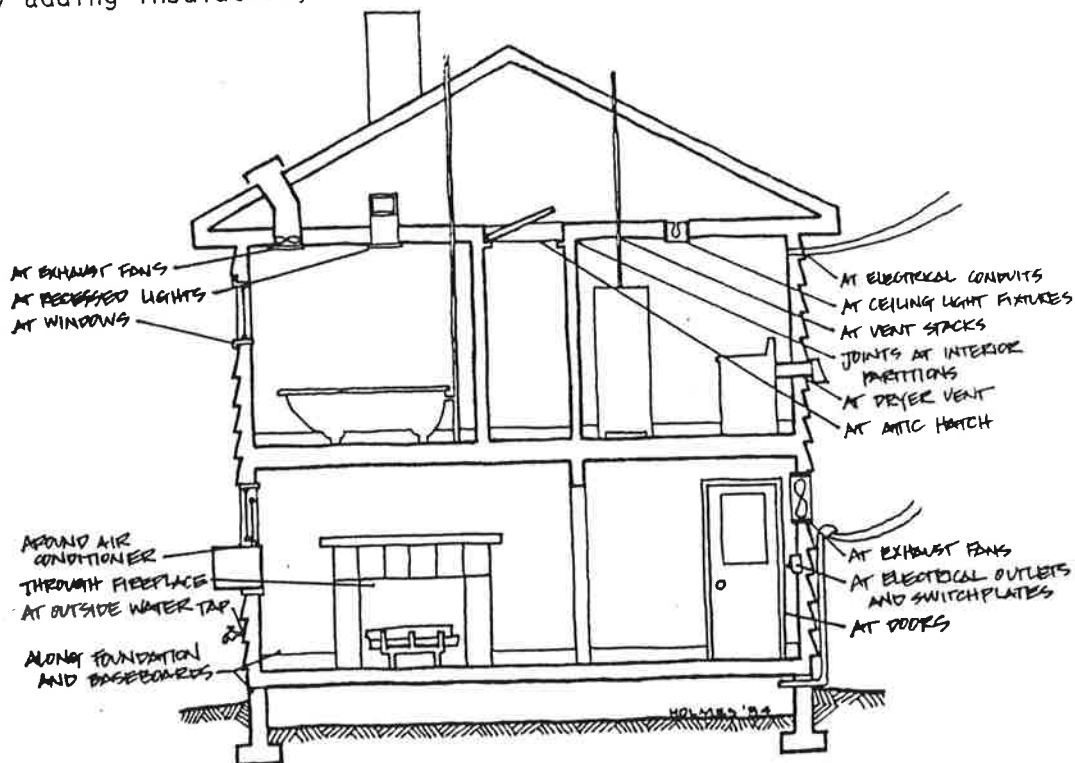 adding insulation,
AT EXHAUST FANS
AT RECESSED LIGHTS
AT WINDOWS
AROUND AIR
CONDITIONER
THROUGH FIREPLACE
AT OUTSIDE WATER TAP
ALONG FOUNDATION
AND BASEBOARDS
AT ELECTRICAL CONDUITS
AT CEILING LIGHT FIXTURES
AT VENT STACKS
JOINTS AT INTERIOR
PARTITIONS
AT DRYER VENT
AT ATTIC HATCH
AT EXHAUST FANS
AT ELECTRICAL OUTLETS
AND SWITCHPLATES
AT DOORS
HOLMES '84